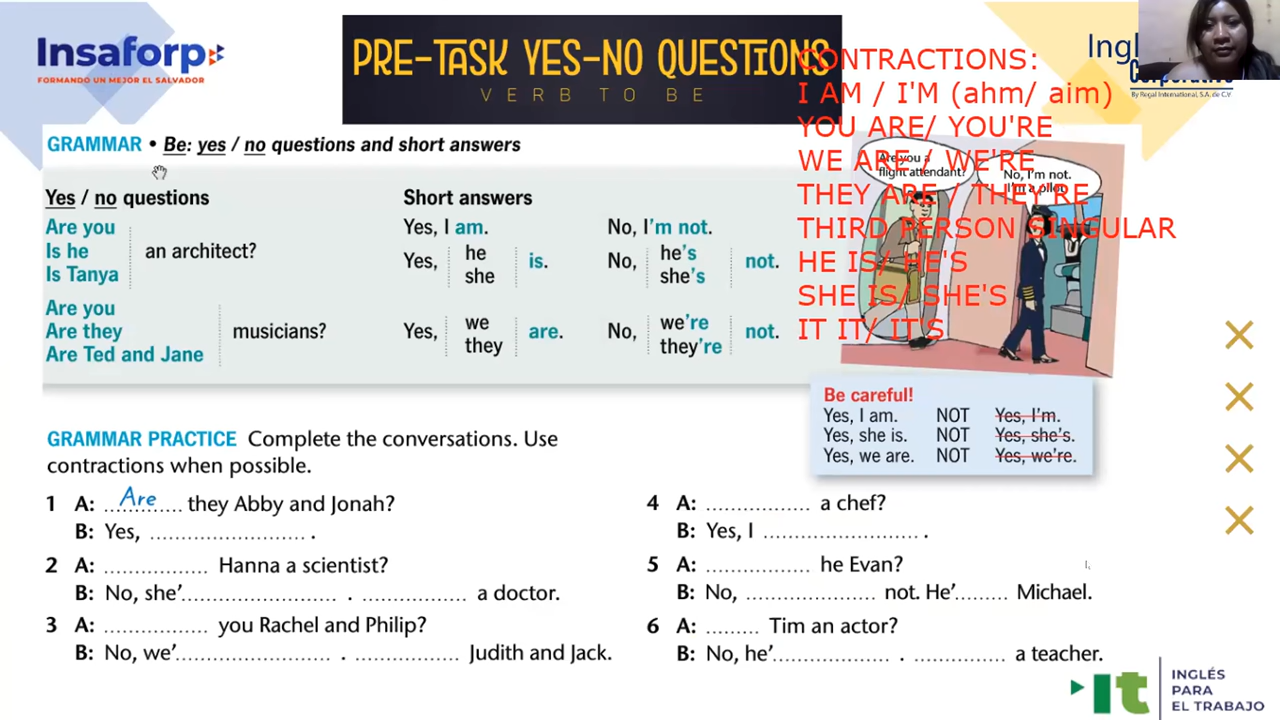 Insaforp
FORMANDO UN MEJOR EL SALVADOR
PRE-TASK YES-NO QUESTIONS
VERB TO BE
Ingl
Corporativo
By Regal International, S.A. de C.V
CONTRACTIONS:
I AM / I'M (ahm/ aim)
YOU ARE/ YOU'RE
WE ARE / WE'RE
THEY ARE / THEY'RE
THIRD PERSON SINGULAR
HE IS/ HE'S
SHE IS/ SHE'S
IT IT/ IT'S
GRAMMAR • Be: yes / no questions and short answers
Yes / no questions
Are you
Is he
Is Tanya
an architect?
Are you
Are they
Are Ted and Jane
musicians?
Short answers
Yes, I am.
No, I'm not.
Yes,
he
she
is.
No,
he's
she's
not.
Yes,
we
they
are.
No,
we're
they're
not.
Are you a
flight attendant?
No, I'm not.
I'm a pilot.
Be careful!
Yes, I am. NOT Yes, I'm.
Yes, she is. NOT Yes, she's.
Yes, we are. NOT Yes, we're.
GRAMMAR PRACTICE Complete the conversations. Use
contractions when possible.
1 A: Are they Abby and Jonah?
B: Yes, .......................... .
2 A: .................. Hanna a scientist?
B: No, she'........................... . .................. a doctor.
3 A: .................. you Rachel and Philip?
B: No, we'........................... . .................. Judith and Jack.
4 A: .................. a chef?
B: Yes, I ........................... .
5 A: .................. he Evan?
B: No, ...................... not. He'......... Michael.
6 A: ......... Tim an actor?
B: No, he'.................... . ................ a teacher.
it
INGLÉS
PARA
EL TRABAJO